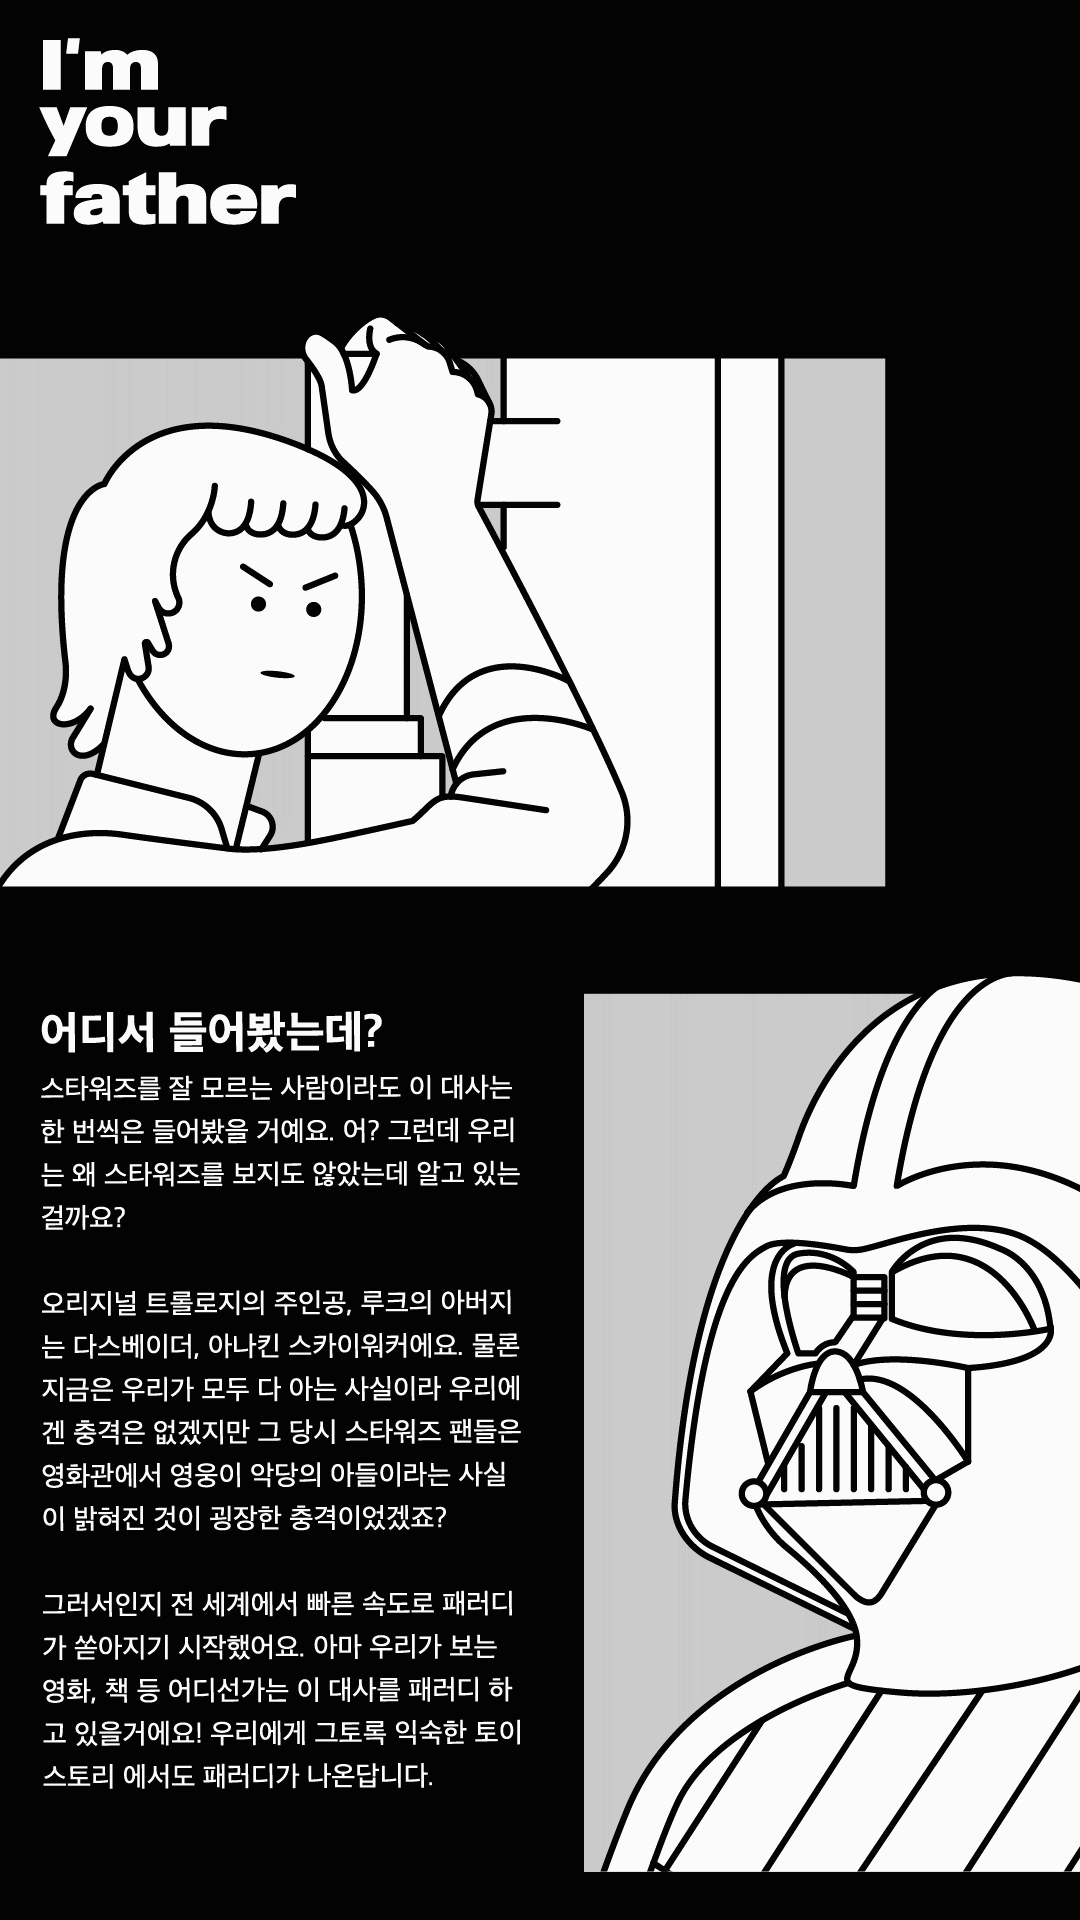 I'm
your
father
어디서 들어봤는데?
스타워즈를 잘 모르는 사람이라도 이 대사는
한 번씩은 들어봤을 거예요. 어? 그런데 우리
는 왜 스타워즈를 보지도 않았는데 알고 있는
걸까요?
오리지널 트롤로지의 주인공, 루크의 아버지
는 다스베이더, 아나킨 스카이워커에요. 물론
지금은 우리가 모두 다 아는 사실이라 우리에
겐 충격은 없겠지만 그 당시 스타워즈 팬들은
영화관에서 영웅이 악당의 아들이라는 사실
이 밝혀진 것이 굉장한 충격이었겠죠?
그러서인지 전 세계에서 빠른 속도로 패러디
가 쏟아지기 시작했어요. 아마 우리가 보는
영화, 책 등 어디선가는 이 대사를 패러디 하
고 있을거에요! 우리에게 그토록 익숙한 토이
스토리 에서도 패러디가 나온답니다.